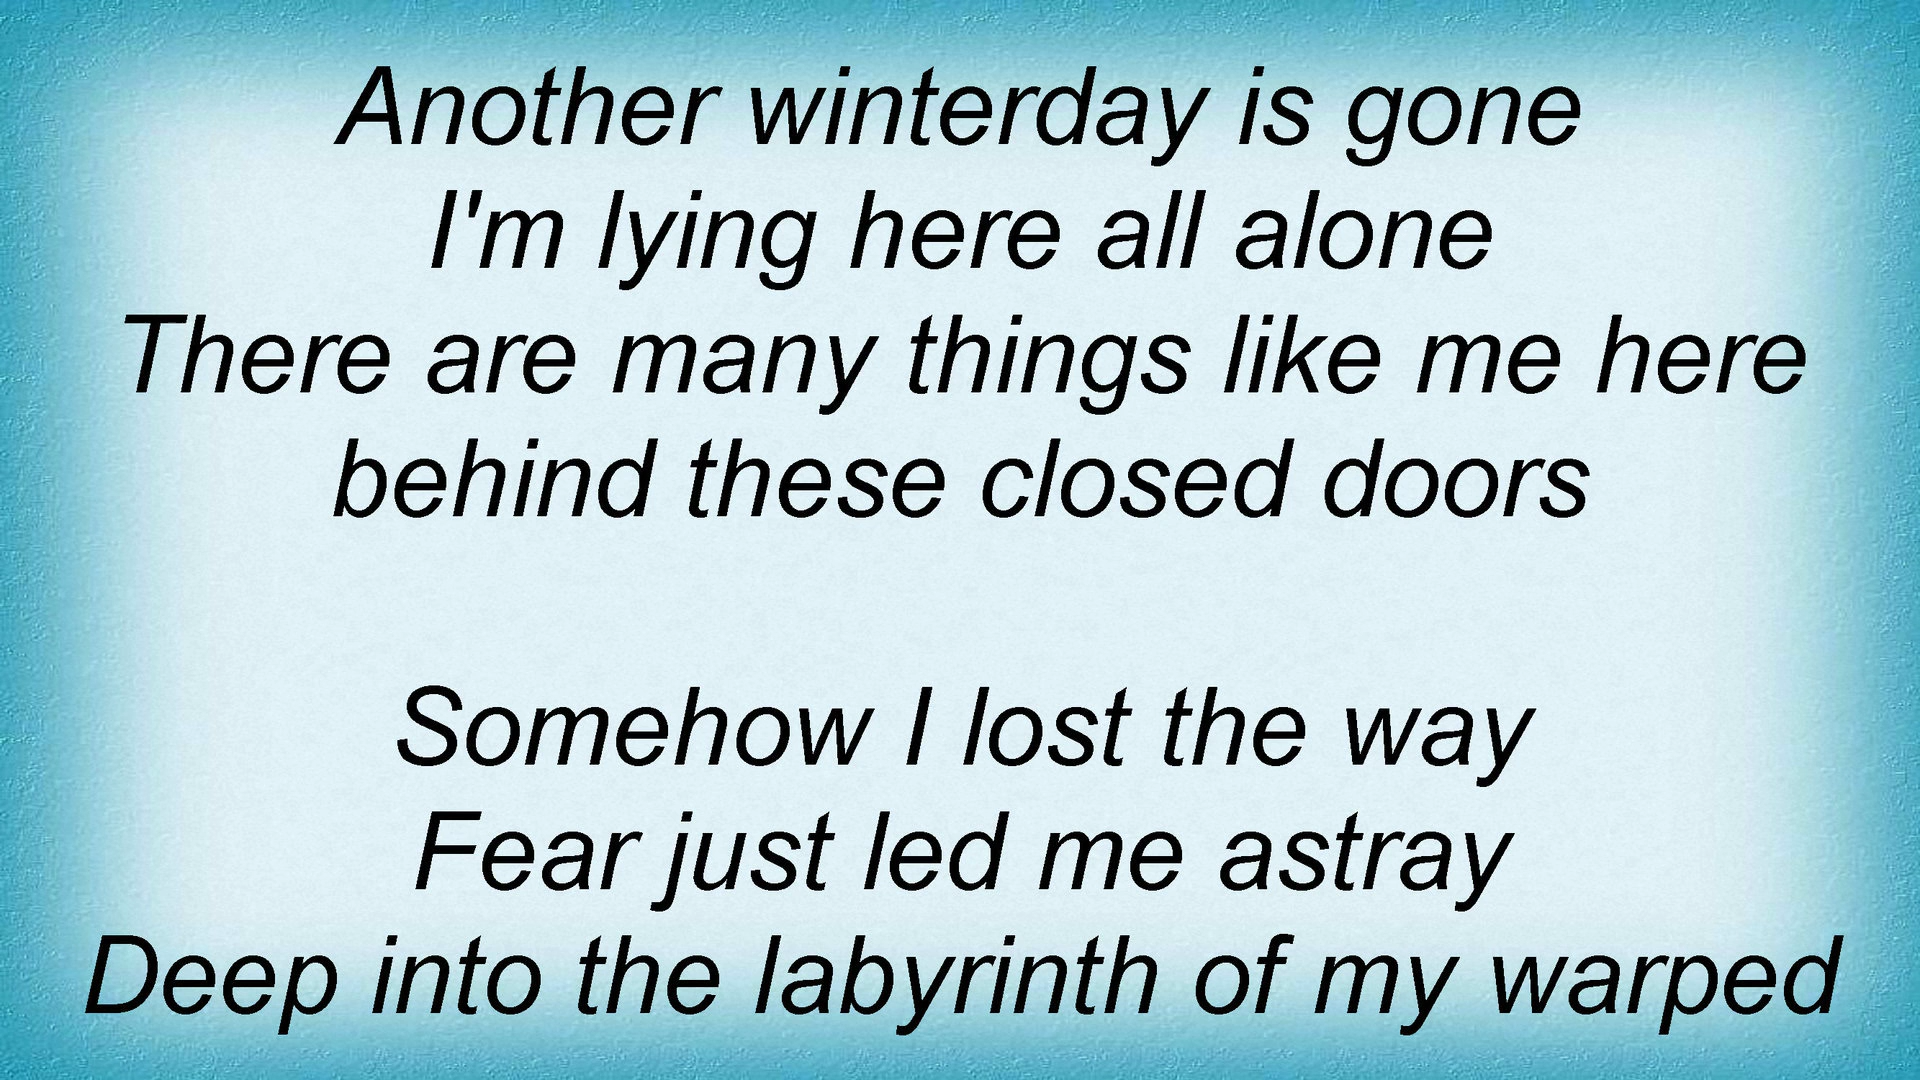 Another winterday is gone
I'm lying here all alone
There are many things like me here
behind these closed doors
Somehow I lost the way
Fear just led me astray
Deep into the labyrinth of my warped